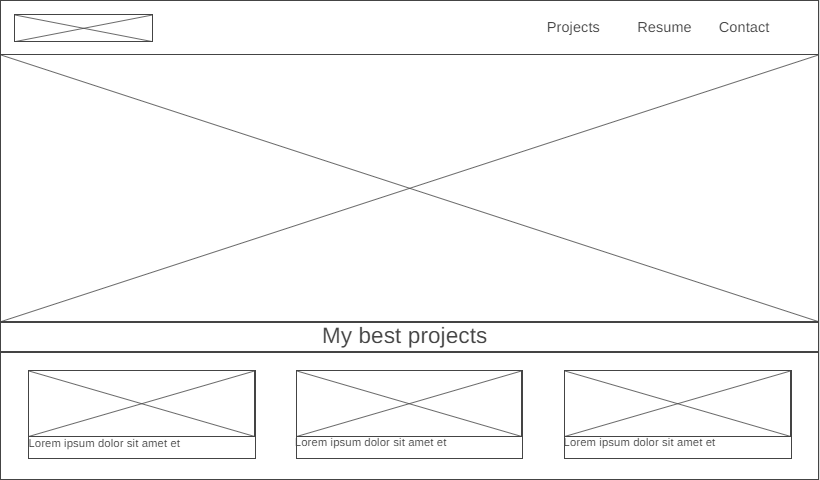 Projects Resume Contact
My best projects
Lorem ipsum dolor sit amet et
Lorem ipsum dolor sit amet et
Lorem ipsum dolor sit amet et